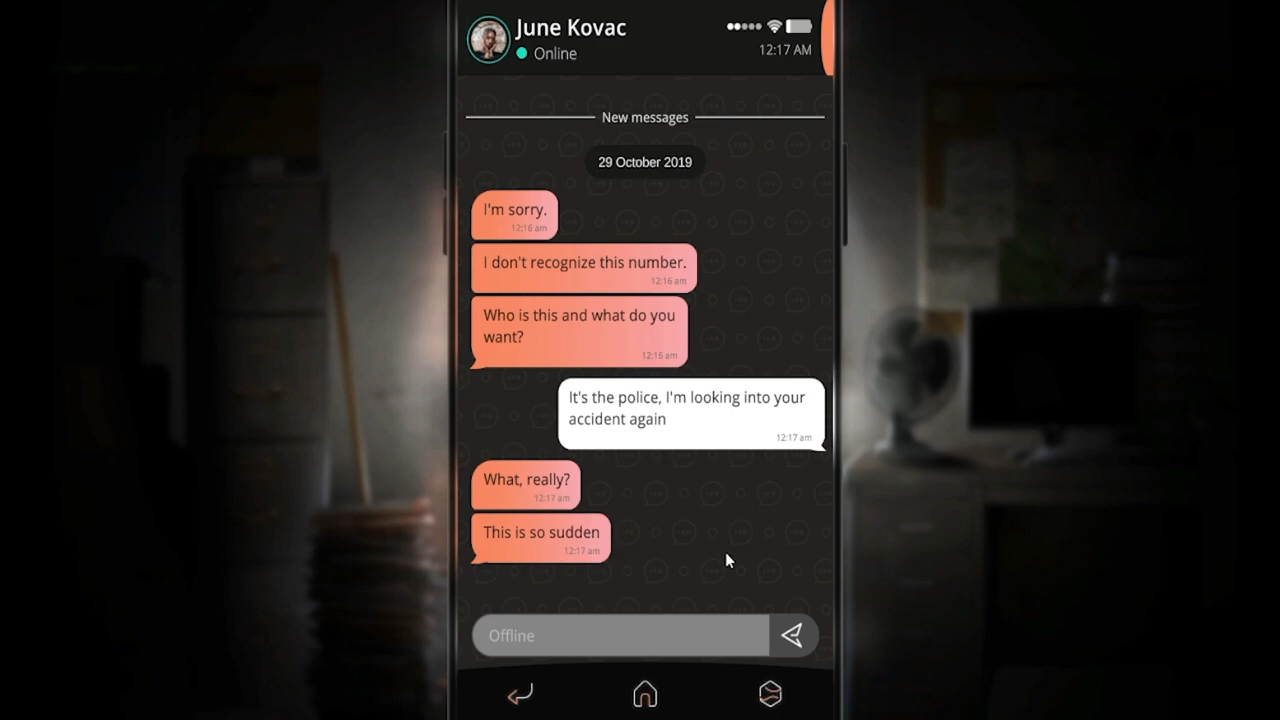 June Kovac
Online
12:17 AM
New messages
29 October 2019
I'm sorry.
12:16 am
I don't recognize this number.
12:16 am
Who is this and what do you
want?
12:16 am
It's the police, I'm looking into your
accident again
12:17 am
What, really?
12:17 am
This is so sudden
12:17 am
Offline